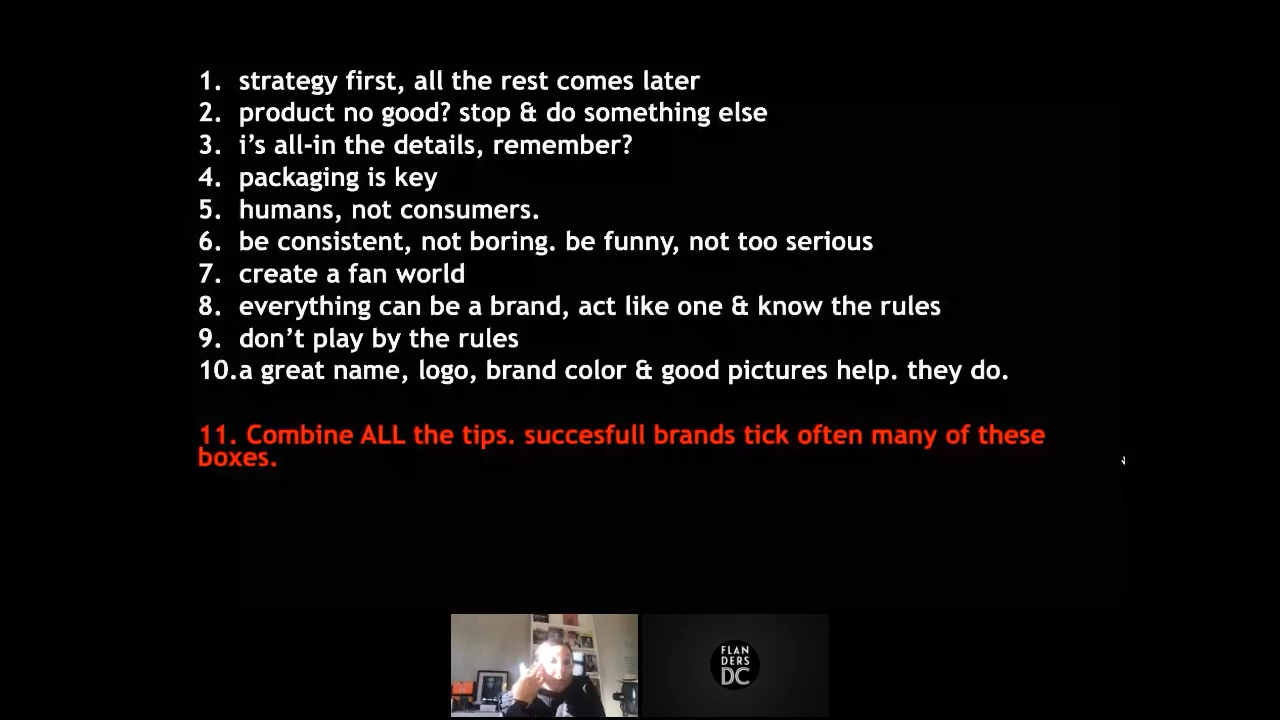 1. strategy first, all the rest comes later
2. product no good? stop & do something else
3. i’s all-in the details, remember?
4. packaging is key
5. humans, not consumers.
6. be consistent, not boring. be funny, not too serious
7. create a fan world
8. everything can be a brand, act like one & know the rules
9. don’t play by the rules
10.a great name, logo, brand color & good pictures help. they do.
11. Combine ALL the tips. succesfull brands tick often many of these
boxes.
FLAN
DERS
DC